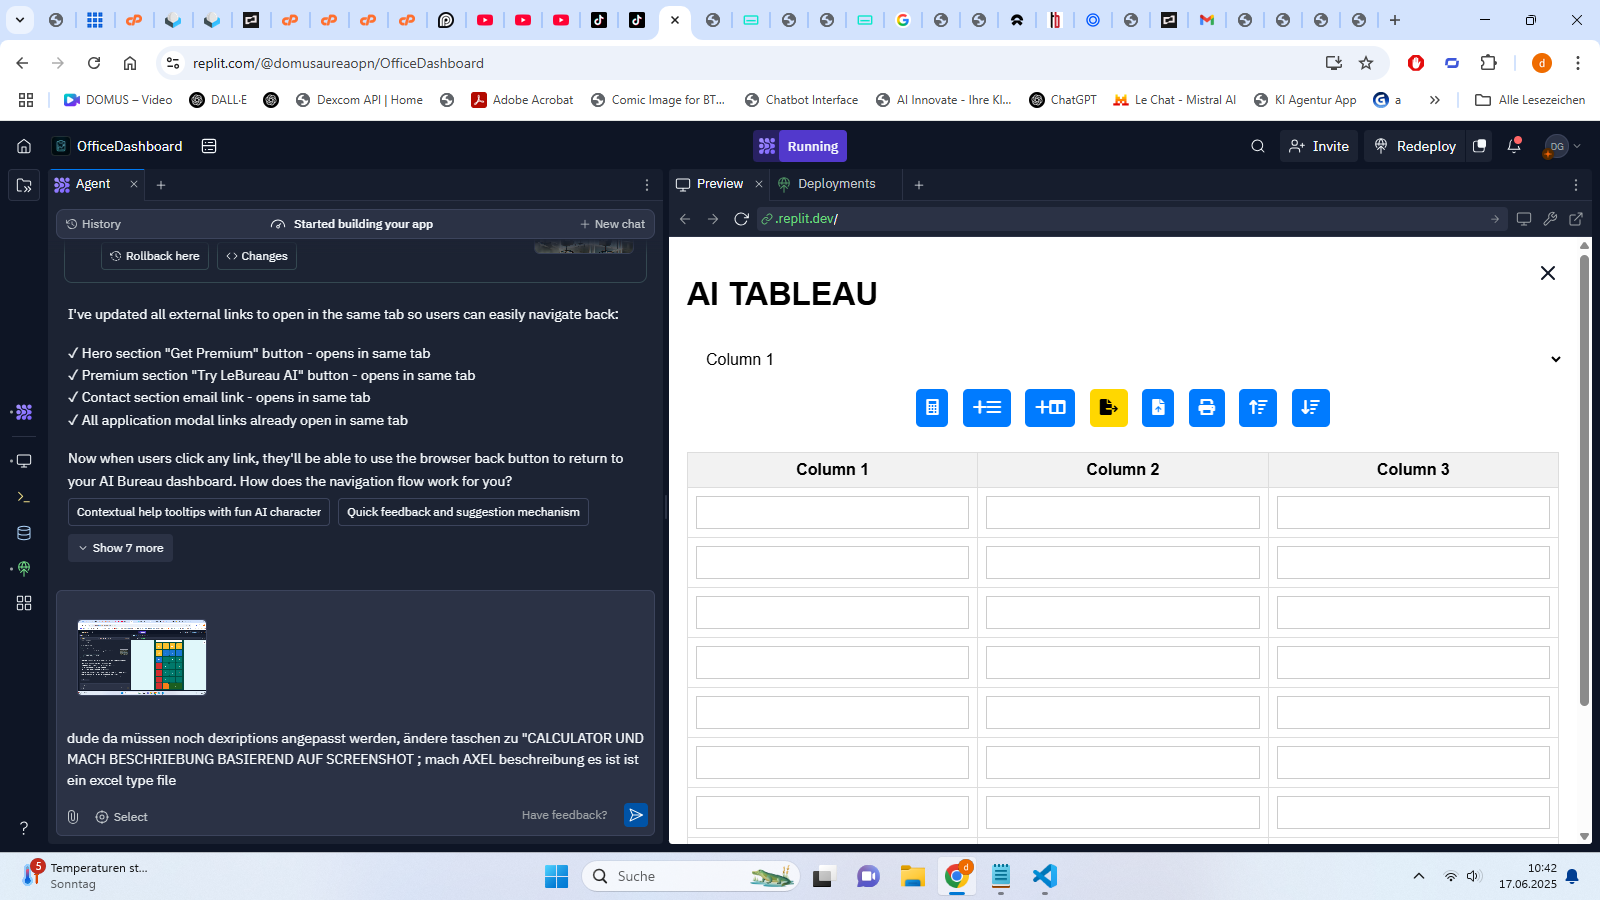 replit.com/@domusaureaopn/OfficeDashboard
DOMUS – Video
DALL·E
Dexcom API | Home
Adobe Acrobat
Comic Image for BT...
Chatbot Interface
AI Innovate - Ihre KI...
ChatGPT
Le Chat - Mistral AI
KI Agentur App
a
Alle Lesezeichen
OfficeDashboard
Running
Invite
Redeploy
DG
Agent
Preview
Deployments
History
Started building your app
New chat
.replit.dev/
Rollback here
Changes
I've updated all external links to open in the same tab so users can easily navigate back:
✓ Hero section "Get Premium" button - opens in same tab
✓ Premium section "Try LeBureau AI" button - opens in same tab
✓ Contact section email link - opens in same tab
✓ All application modal links already open in same tab
Now when users click any link, they'll be able to use the browser back button to return to
your AI Bureau dashboard. How does the navigation flow work for you?
Contextual help tooltips with fun AI character
Quick feedback and suggestion mechanism
Show 7 more
dude da müssen noch dexriptions angepasst werden, ändere taschen zu "CALCULATOR UND
MACH BESCHRIEBUNG BASIEREND AUF SCREENSHOT ; mach AXEL beschreibung es ist ist
ein excel type file
Select
Have feedback?
AI TABLEAU
Column 1
Column 1
Column 2
Column 3
5
Temperaturen st...
Sonntag
Suche
10:42
17.06.2025